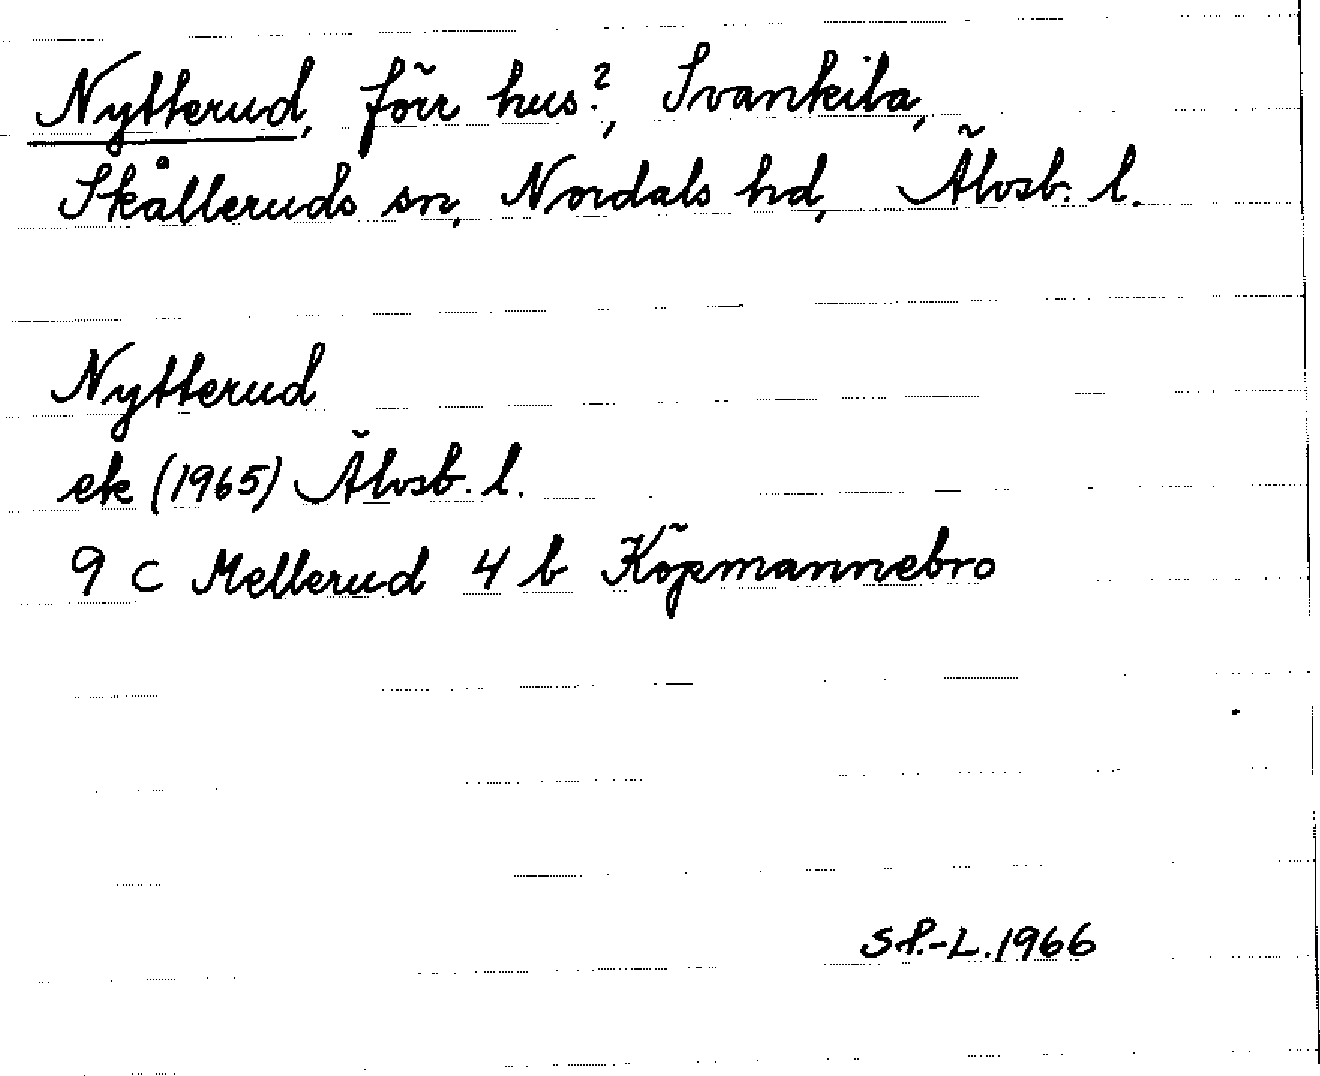 Nytterud, förr hus?, Svankila,
Skålleruds sn, Nordals hd, Älvsb. l.
Nytterud
ek (1965) Älvsb. l.
9 C Mellerud 4 b Köpmannebro
SP.-L. 1966